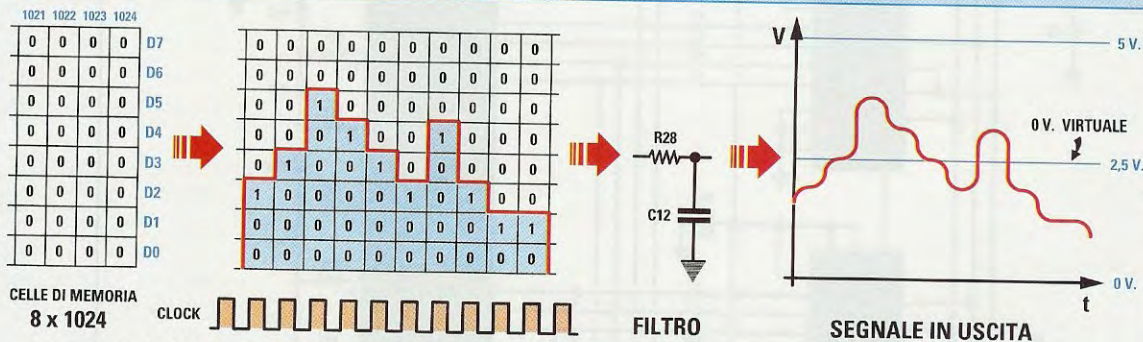 1021 1022 1023 1024
0 0 0 0 D7
0 0 0 0 D6
0 0 0 0 D5
0 0 0 0 D4
0 0 0 0 D3
0 0 0 0 D2
0 0 0 0 D1
0 0 0 0 D0
CELLE DI MEMORIA
8 x 1024
0 0 0 0 0 0 0 0 0 0
0 0 0 0 0 0 0 0 0 0
0 0 1 0 0 0 0 0 0 0
0 0 0 1 0 0 1 0 0 0
0 1 0 0 1 0 0 0 0 0
1 0 0 0 0 1 0 1 0 0
0 0 0 0 0 0 0 0 1 1
0 0 0 0 0 0 0 0 0 0
CLOCK
R28
C12
FILTRO
V
5 V.
0 V. VIRTUALE
2,5 V.
0 V.
t
SEGNALE IN USCITA